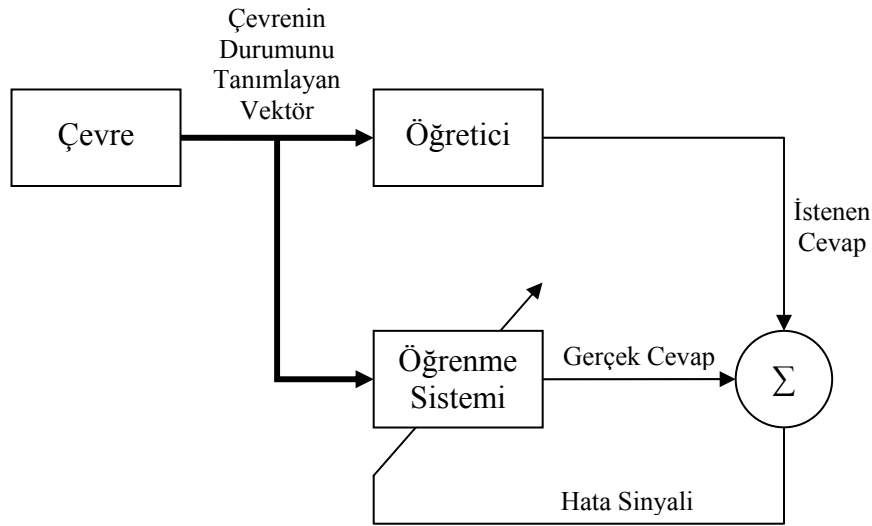 Çevrenin
Durumunu
Tanımlayan
Vektör
Çevre
Öğretici
İstenen
Cevap
Öğrenme
Sistemi
Gerçek Cevap
∑
Hata Sinyali